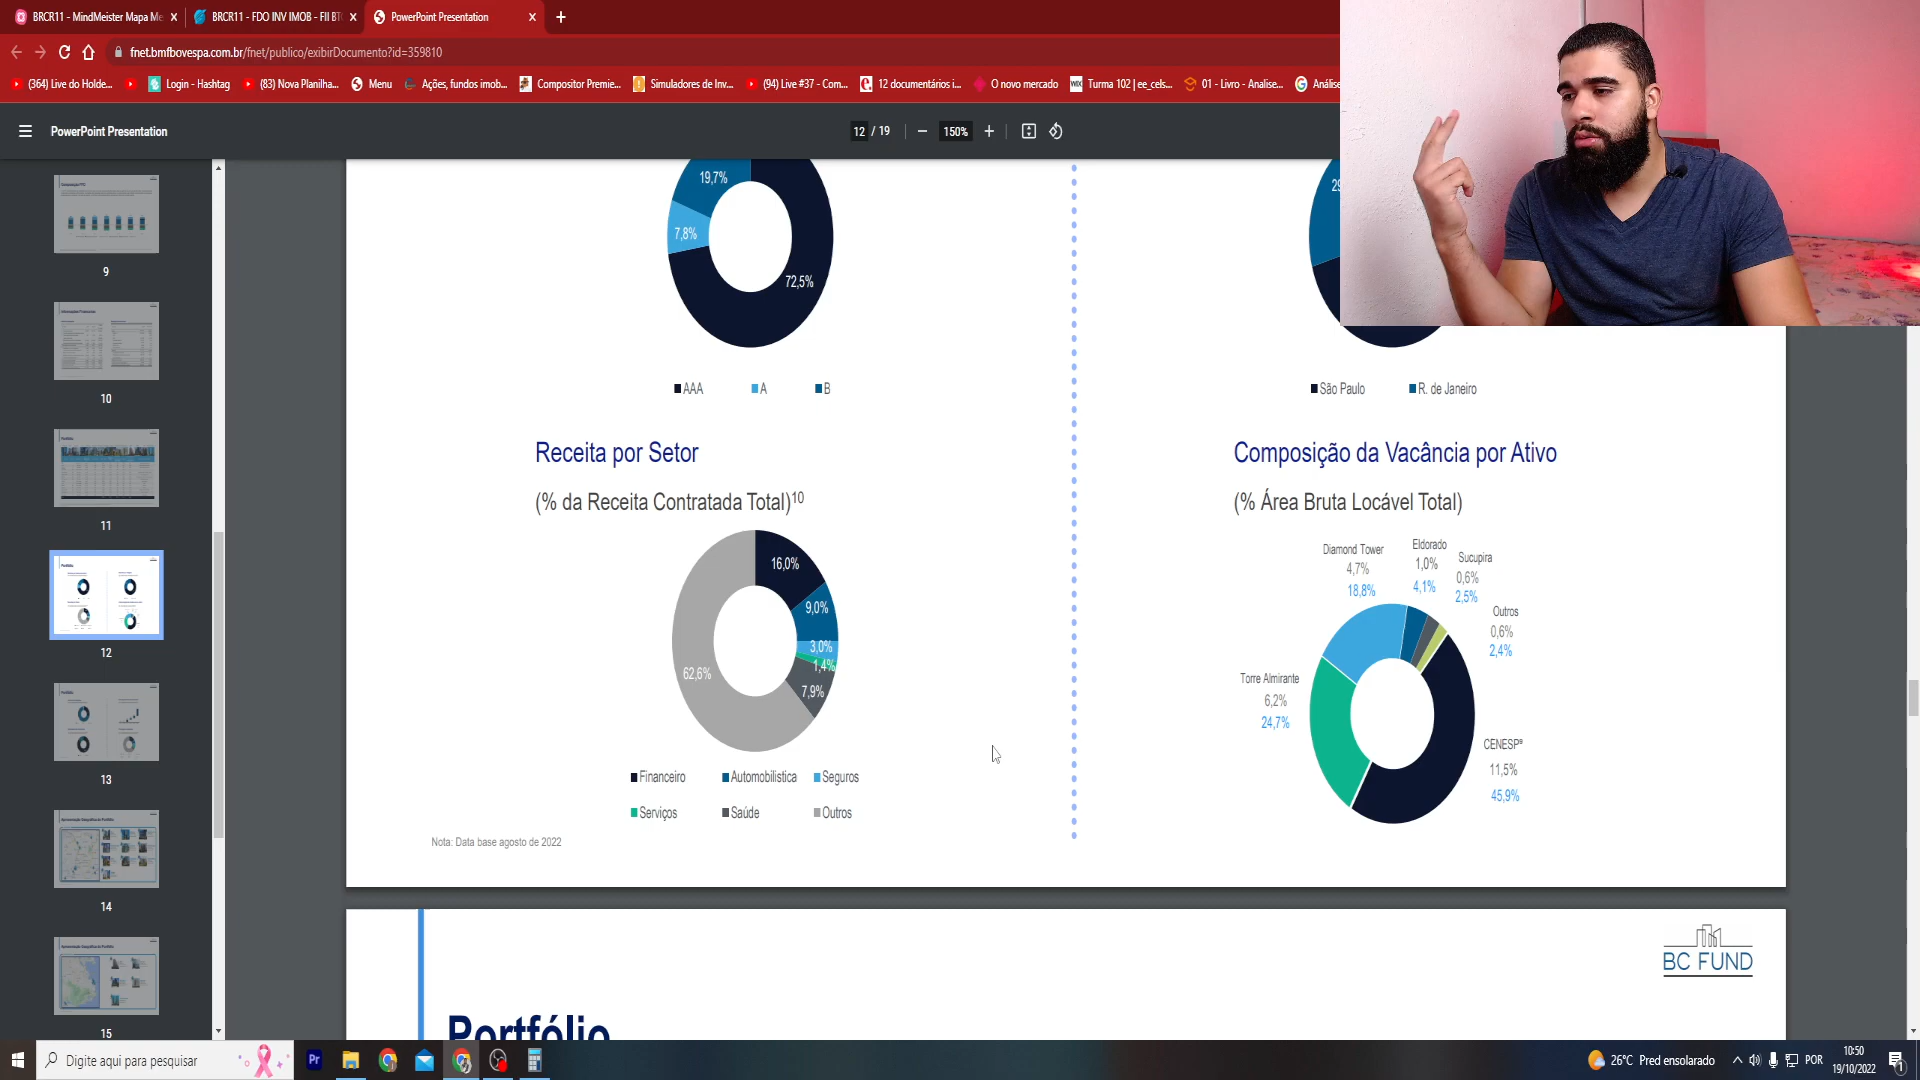 BRCR11 - MindMeister Mapa Me
BRCR11 - FDO INV IMOB - FII BTG
PowerPoint Presentation
fnet.bmfbovespa.com.br/fnet/publico/exibirDocumento?id=359810
(364) Live do Holde...
Login - Hashtag
(83) Nova Planilha...
Menu
Ações, fundos imob...
Compositor Premie...
Simuladores de Inv...
(94) Live #37 - Com...
12 documentários i...
O novo mercado
Turma 102 | ee_cels...
01 - Livro - Analise...
Análise
PowerPoint Presentation
12 / 19
150%
9
10
11
12
13
14
15
19,7%
7,8%
72,5%
AAA A B
29
São Paulo R. de Janeiro
Receita por Setor
(% da Receita Contratada Total)10
16,0%
9,0%
3,0%
1,4%
7,9%
62,6%
Financeiro Automobilistica Seguros
Serviços Saúde Outros
Nota: Data base agosto de 2022
Composição da Vacância por Ativo
(% Área Bruta Locável Total)
Diamond Tower
4,7%
18,8%
Eldorado
1,0%
4,1%
Sucupira
0,6%
2,5%
Outros
0,6%
2,4%
Torre Almirante
6,2%
24,7%
CENESP⁹
11,5%
45,9%
BC FUND
Portfólio
Digite aqui para pesquisar
Pr
26°C Pred ensolarado
POR
10:50
19/10/2022
1